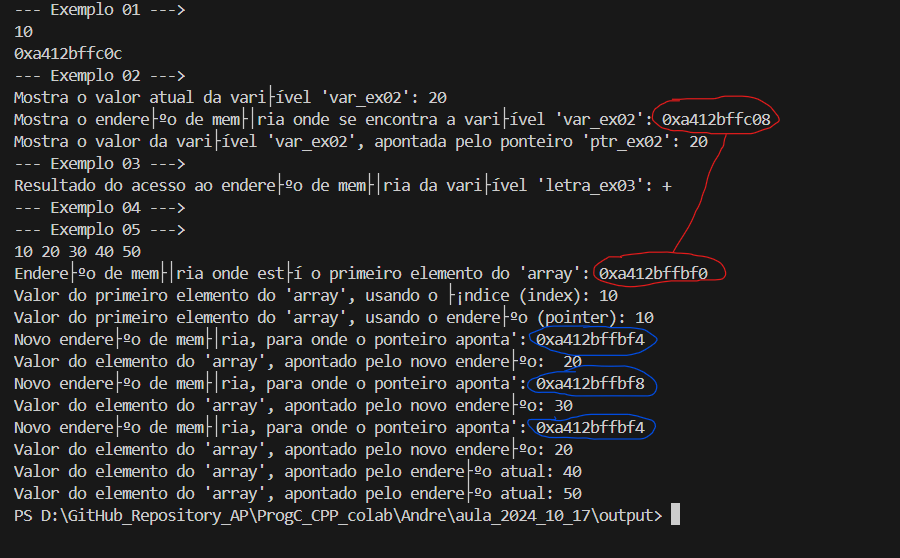 --- Exemplo 01 --->
10
0xa412bffc0c
--- Exemplo 02 --->
Mostra o valor atual da vari├ível 'var_ex02': 20
Mostra o endere├ºo de mem├│ria onde se encontra a vari├ível 'var_ex02': 0xa412bffc08
Mostra o valor da vari├ível 'var_ex02', apontada pelo ponteiro 'ptr_ex02': 20
--- Exemplo 03 --->
Resultado do acesso ao endere├ºo de mem├│ria da vari├ível 'letra_ex03': +
--- Exemplo 04 --->
--- Exemplo 05 --->
10 20 30 40 50
Endere├ºo de mem├│ria onde est├í o primeiro elemento do 'array': 0xa412bffbf0
Valor do primeiro elemento do 'array', usando o ├¡ndice (index): 10
Valor do primeiro elemento do 'array', usando o endere├ºo (pointer): 10
Novo endere├ºo de mem├│ria, para onde o ponteiro aponta': 0xa412bffbf4
Valor do elemento do 'array', apontado pelo novo endere├ºo:  20
Novo endere├ºo de mem├│ria, para onde o ponteiro aponta': 0xa412bffbf8
Valor do elemento do 'array', apontado pelo novo endere├ºo: 30
Novo endere├ºo de mem├│ria, para onde o ponteiro aponta': 0xa412bffbf4
Valor do elemento do 'array', apontado pelo novo endere├ºo: 20
Valor do elemento do 'array', apontado pelo endere├ºo atual: 40
Valor do elemento do 'array', apontado pelo endere├ºo atual: 50
PS D:\GitHub_Repository_AP\ProgC_CPP_colab\Andre\aula_2024_10_17\output>